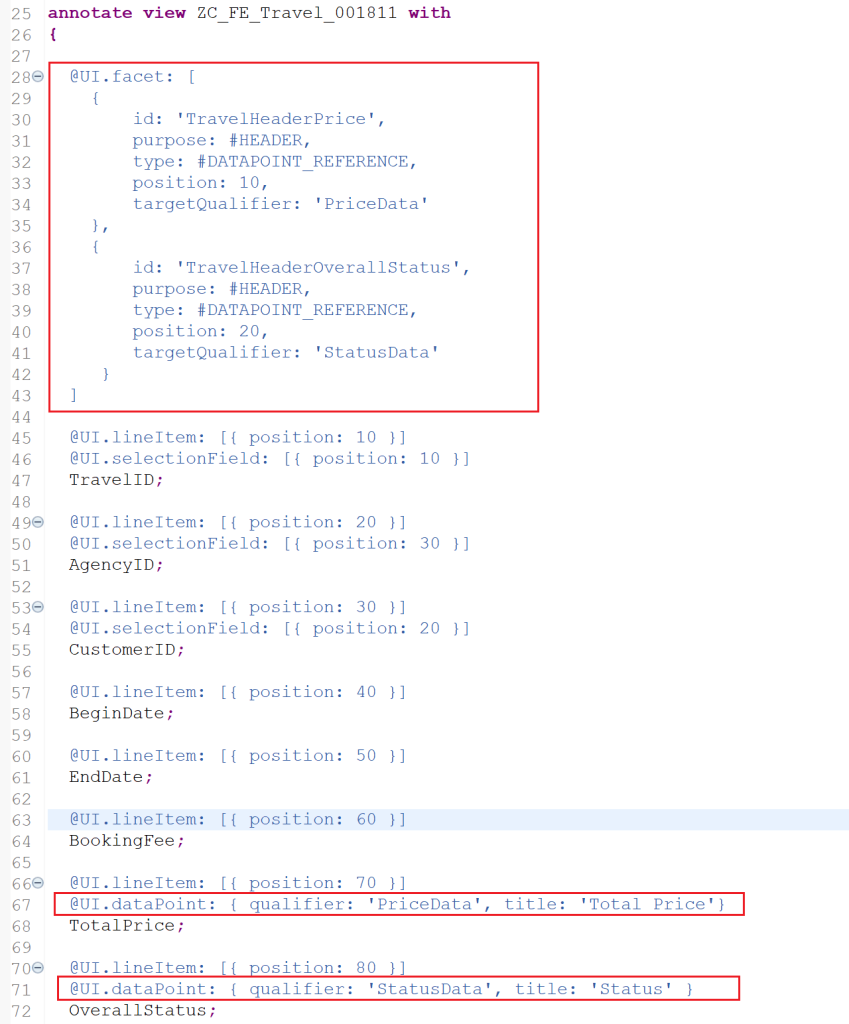 25 annotate view ZC_FE_Travel_001811 with
26 {
27
28 @UI.facet: [
29 {
30 id: 'TravelHeaderPrice',
31 purpose: #HEADER,
32 type: #DATAPOINT_REFERENCE,
33 position: 10,
34 targetQualifier: 'PriceData'
35 },
36 {
37 id: 'TravelHeaderOverallStatus',
38 purpose: #HEADER,
39 type: #DATAPOINT_REFERENCE,
40 position: 20,
41 targetQualifier: 'StatusData'
42 }
43 ]
44
45 @UI.lineItem: [{ position: 10 }]
46 @UI.selectionField: [{ position: 10 }]
47 TravelID;
48
49 @UI.lineItem: [{ position: 20 }]
50 @UI.selectionField: [{ position: 30 }]
51 AgencyID;
52
53 @UI.lineItem: [{ position: 30 }]
54 @UI.selectionField: [{ position: 20 }]
55 CustomerID;
56
57 @UI.lineItem: [{ position: 40 }]
58 BeginDate;
59
60 @UI.lineItem: [{ position: 50 }]
61 EndDate;
62
63 @UI.lineItem: [{ position: 60 }]
64 BookingFee;
65
66 @UI.lineItem: [{ position: 70 }]
67 @UI.dataPoint: { qualifier: 'PriceData', title: 'Total Price'}
68 TotalPrice;
69
70 @UI.lineItem: [{ position: 80 }]
71 @UI.dataPoint: { qualifier: 'StatusData', title: 'Status' }
72 OverallStatus;